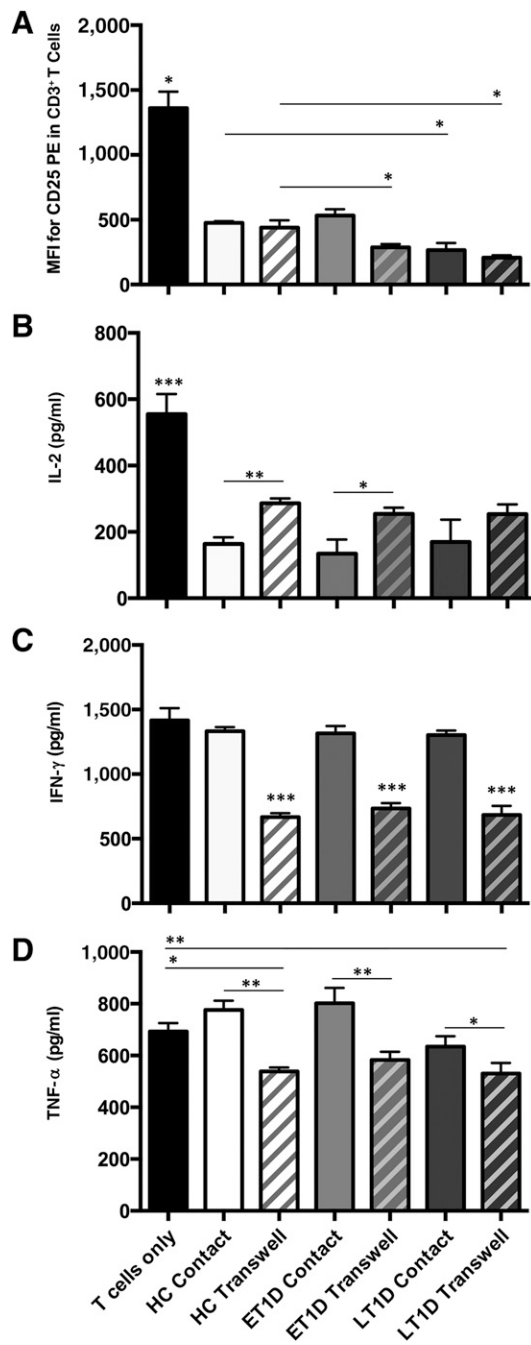 A
MFI for CD25 PE in CD3⁺ T Cells
2,000
1,500
1,000
500
0
*
*
*
*
B
IL-2 (pg/ml)
800
600
400
200
0
***
**
*
C
IFN-γ (pg/ml)
2,000
1,500
1,000
500
0
***
***
***
D
TNF-α (pg/ml)
1,000
800
600
400
200
0
**
*
**
**
*
T cells only
HC Contact
HC Transwell
ET1D Contact
ET1D Transwell
LT1D Contact
LT1D Transwell